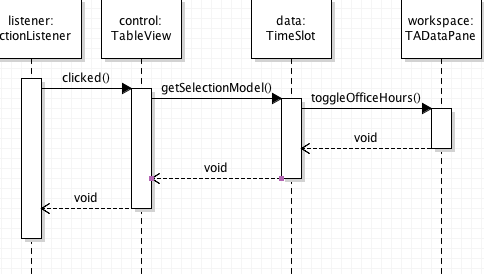 listener:
ctionListener
control:
TableView
data:
TimeSlot
workspace:
TADataPane
clicked()
getSelectionModel()
toggleOfficeHours()
void
void
void